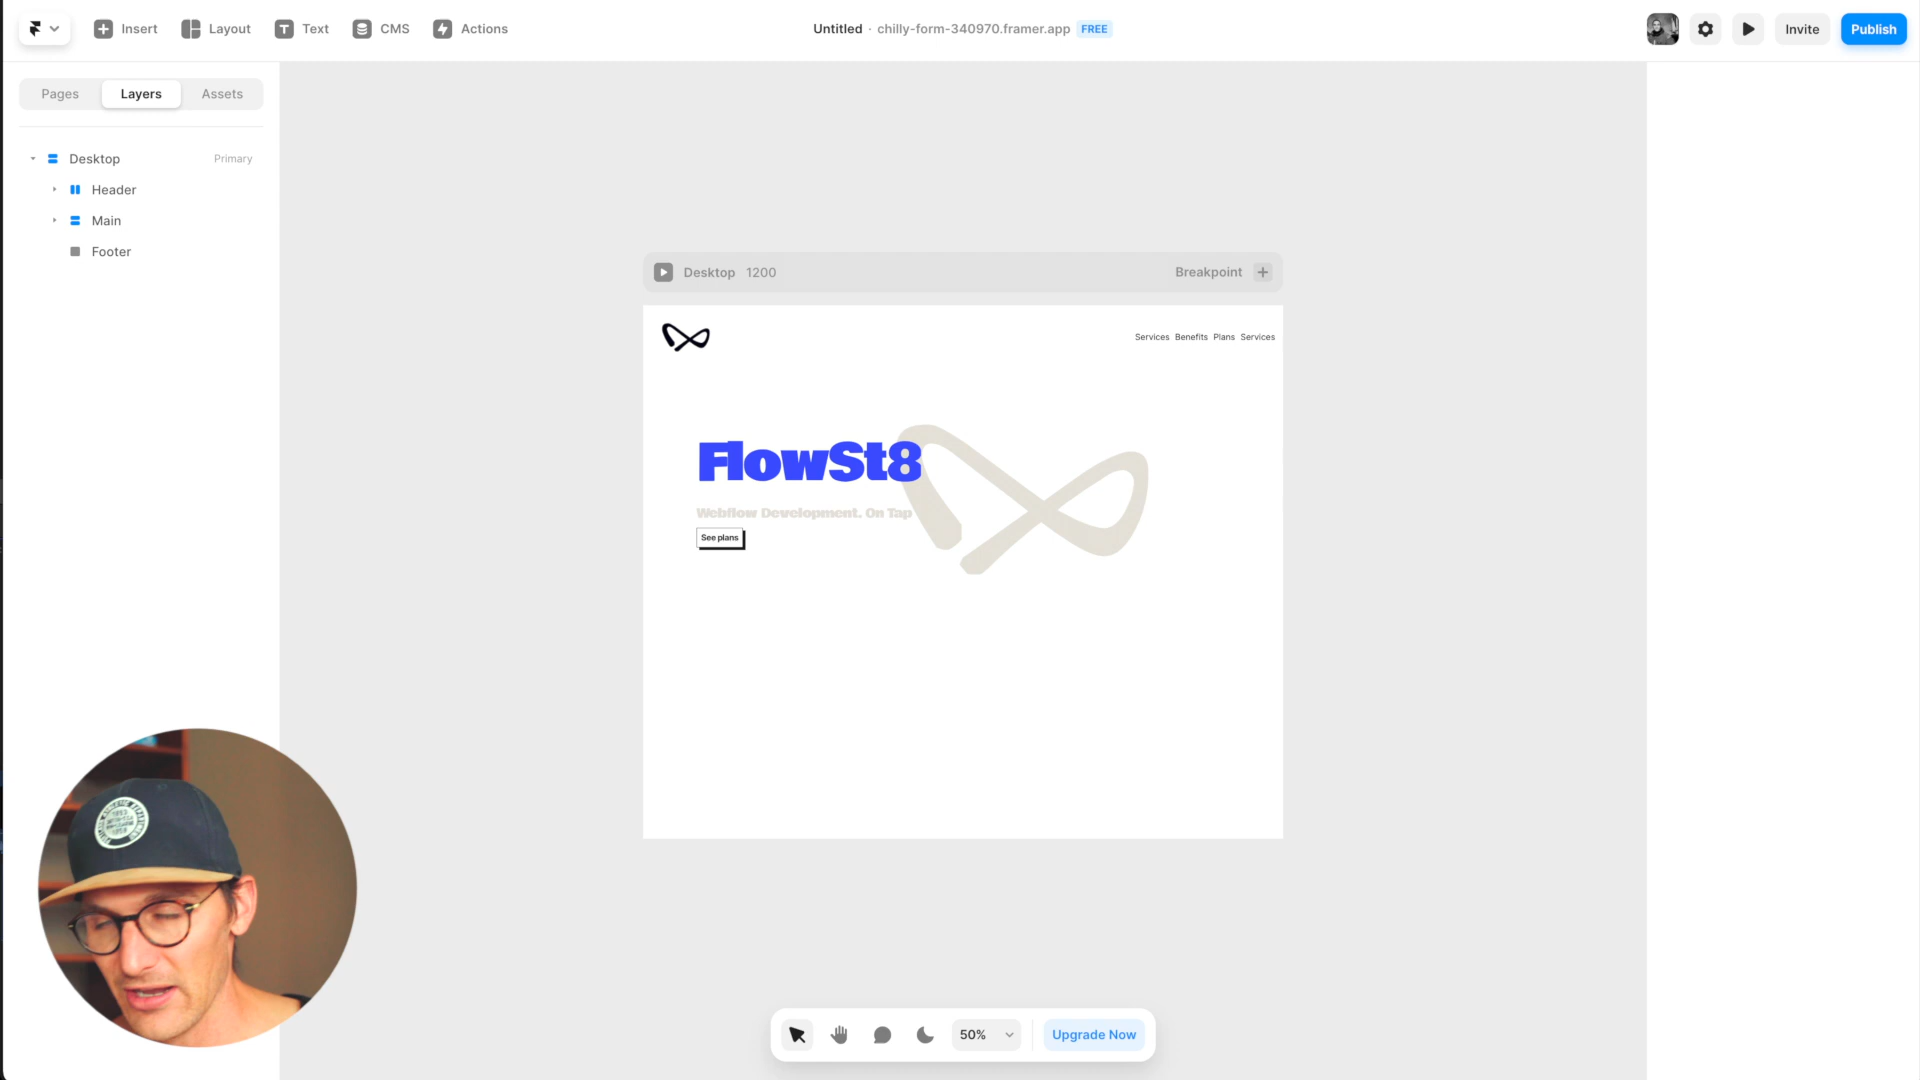 Insert
Layout
Text
CMS
Actions
Untitled · chilly-form-340970.framer.app FREE
Invite
Publish
Pages
Layers
Assets
Desktop
Primary
Header
Main
Footer
Desktop 1200
Breakpoint
Services Benefits Plans Services
FlowSt8
Webflow Development. On Tap
See plans
50%
Upgrade Now